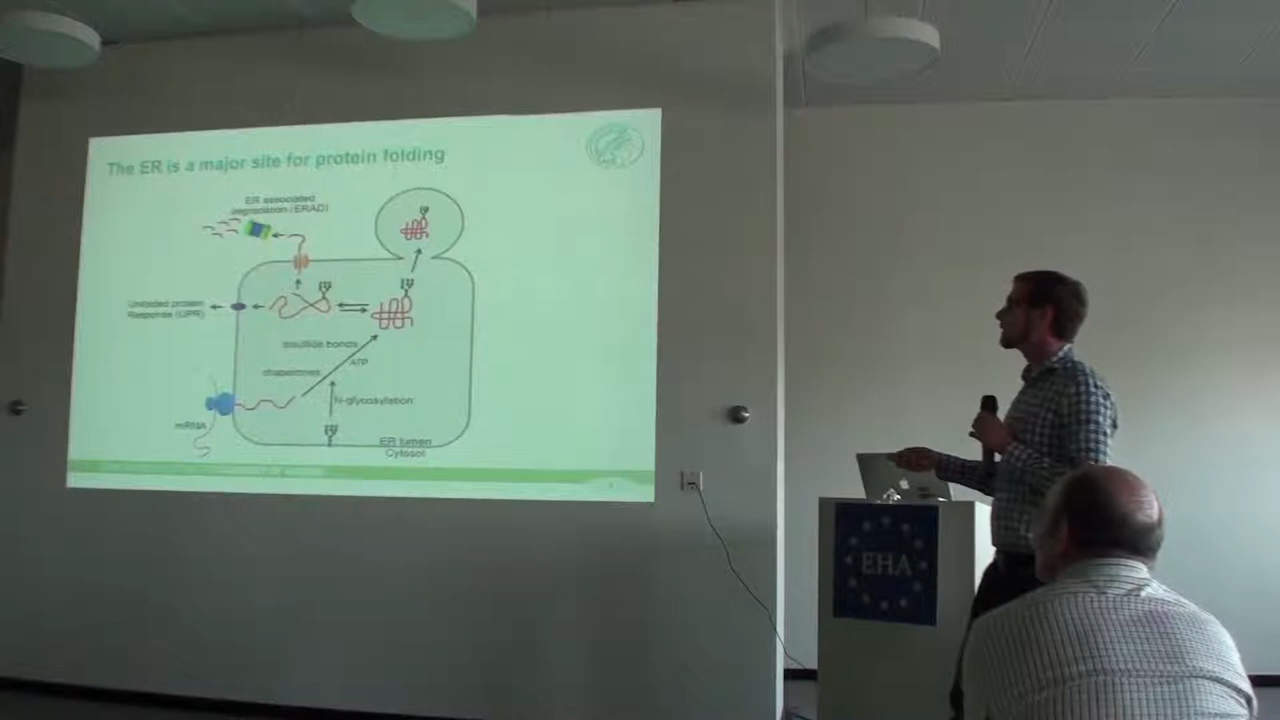 The ER is a major site for protein folding
ER associated
degradation (ERAD)
Unfolded protein
Response (UPR)
disulfide bonds
ATP
chaperones
N-glycosylation
mRNA
ER lumen
Cytosol
EHA